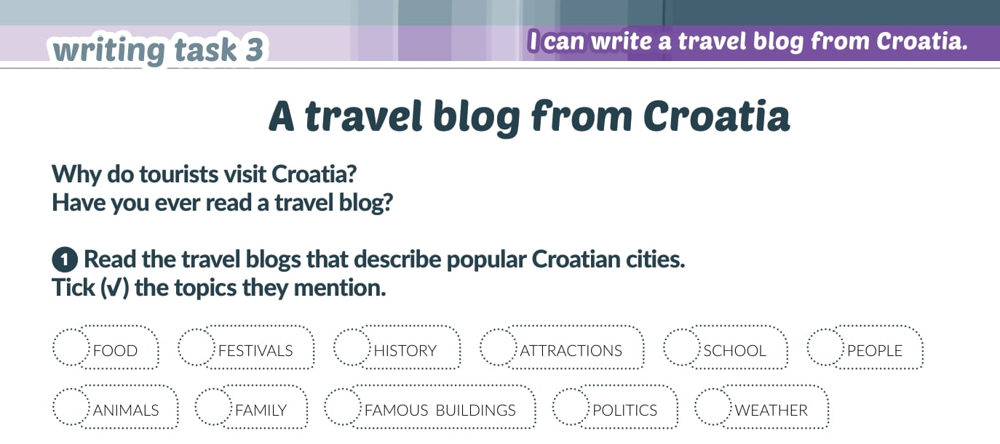 writing task 3
I can write a travel blog from Croatia.
A travel blog from Croatia
Why do tourists visit Croatia?
Have you ever read a travel blog?
1 Read the travel blogs that describe popular Croatian cities.
Tick (√) the topics they mention.
FOOD FESTIVALS HISTORY ATTRACTIONS SCHOOL PEOPLE
ANIMALS FAMILY FAMOUS BUILDINGS POLITICS WEATHER